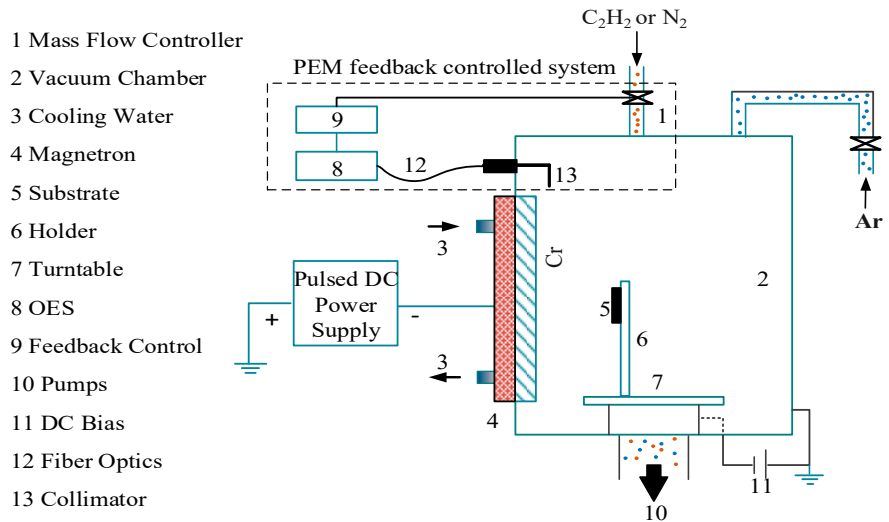 C₂H₂ or N₂
1 Mass Flow Controller
2 Vacuum Chamber
3 Cooling Water
4 Magnetron
5 Substrate
6 Holder
7 Turntable
8 OES
9 Feedback Control
10 Pumps
11 DC Bias
12 Fiber Optics
13 Collimator
PEM feedback controlled system
9
1
8
12
13
Ar
3
Cr
2
Pulsed DC
Power
Supply
+
-
5
6
3
7
4
11
10